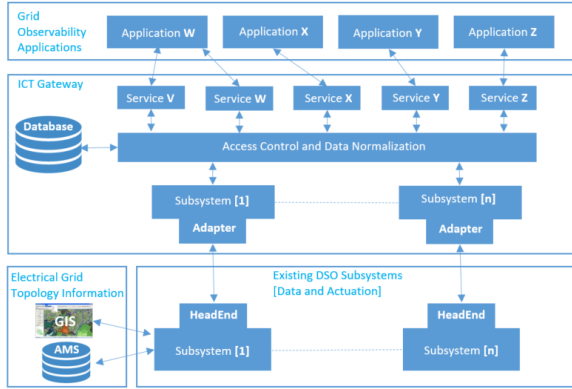 Grid
Observability
Applications
Application W
Application X
Application Y
Application Z
ICT Gateway
Service V
Service W
Service X
Service Y
Service Z
Database
Access Control and Data Normalization
Subsystem [1]
Adapter
Subsystem [n]
Adapter
Electrical Grid
Topology Information
GIS
AMS
Existing DSO Subsystems
[Data and Actuation]
HeadEnd
Subsystem [1]
HeadEnd
Subsystem [n]